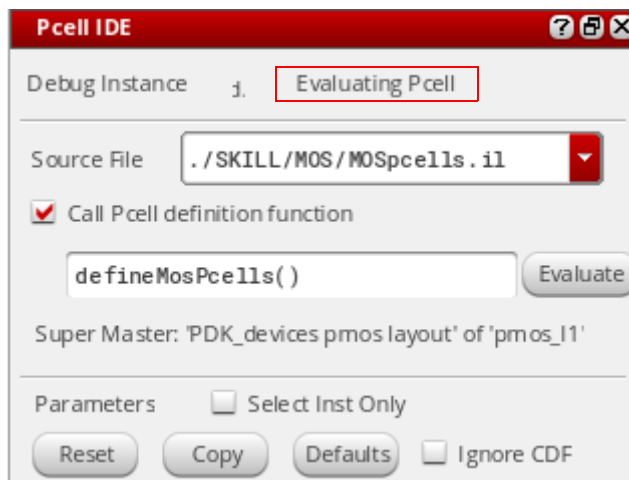 Pcell IDE
Debug Instance Evaluating Pcell
Source File ./SKILL/MOS/MOSpcells.il
Call Pcell definition function
defineMosPcells() Evaluate
Super Master: 'PDK_devices pmos layout' of 'pmos_l1'
Parameters Select Inst Only
Reset Copy Defaults Ignore CDF